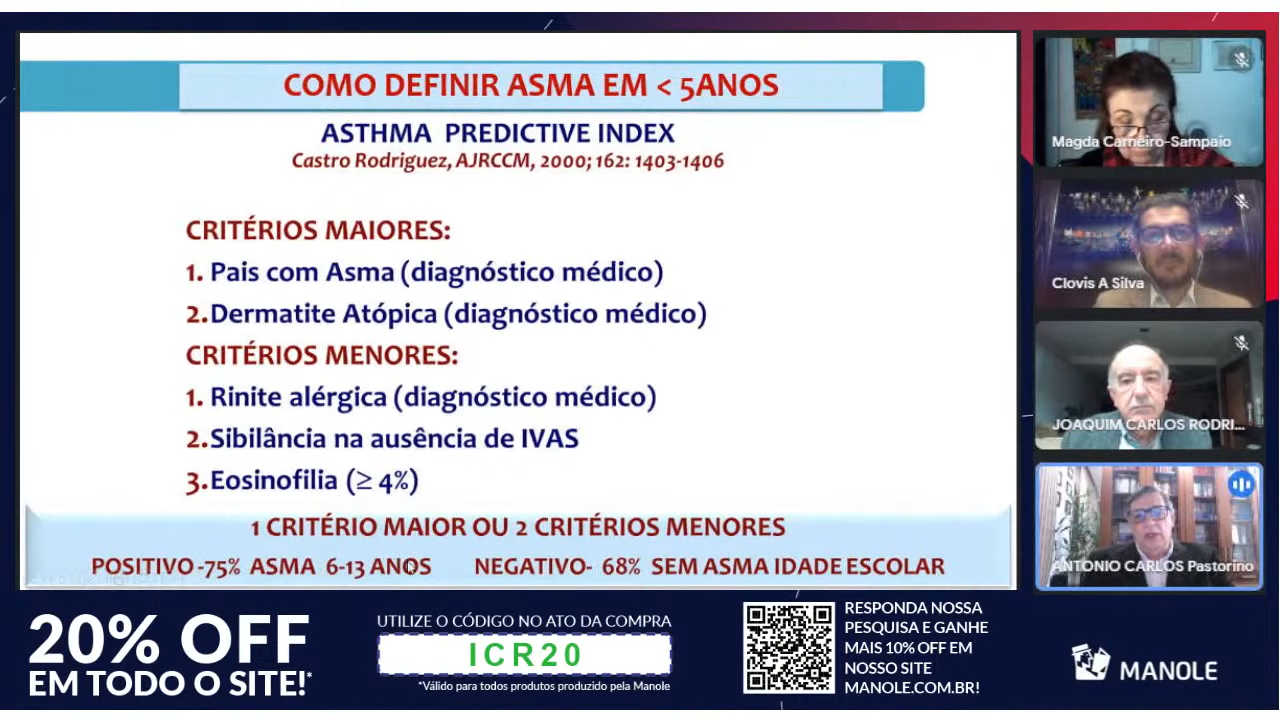 COMO DEFINIR ASMA EM < 5ANOS
ASTHMA PREDICTIVE INDEX
Castro Rodriguez, AJRCCM, 2000; 162: 1403-1406
CRITÉRIOS MAIORES:
1. Pais com Asma (diagnóstico médico)
2.Dermatite Atópica (diagnóstico médico)
CRITÉRIOS MENORES:
1. Rinite alérgica (diagnóstico médico)
2.Sibilância na ausência de IVAS
3.Eosinofilia (≥ 4%)
1 CRITÉRIO MAIOR OU 2 CRITÉRIOS MENORES
POSITIVO -75% ASMA 6-13 ANOS NEGATIVO- 68% SEM ASMA IDADE ESCOLAR
Magda Carneiro-Sampaio
Clovis A Silva
JOAQUIM CARLOS RODRI...
ANTONIO CARLOS Pastorino
20% OFF
EM TODO O SITE!*
UTILIZE O CÓDIGO NO ATO DA COMPRA
ICR20
*Válido para todos produtos produzido pela Manole
RESPONDA NOSSA
PESQUISA E GANHE
MAIS 10% OFF EM
NOSSO SITE
MANOLE.COM.BR!
MANOLE